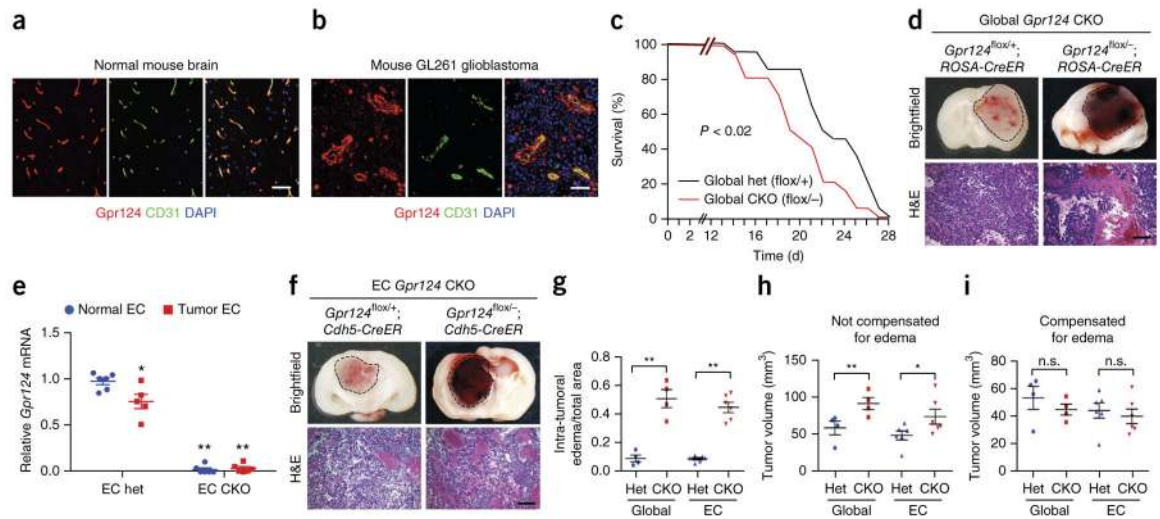 a
Normal mouse brain
Gpr124 CD31 DAPI
b
Mouse GL261 glioblastoma
Gpr124 CD31 DAPI
c
Survival (%)
100
80
60
40
20
0
P < 0.02
Global het (flox/+)
Global CKO (flox/–)
0 2 12 16 20 24 28
Time (d)
d
Global Gpr124 CKO
Gpr124flox/+; Gpr124flox/–;
ROSA-CreER ROSA-CreER
Brightfield
H&E
e
Normal EC Tumor EC
Relative Gpr124 mRNA
1.5
1.0
0.5
0
*
** **
EC het EC CKO
f
EC Gpr124 CKO
Gpr124flox/+; Gpr124flox/–;
Cdh5-CreER Cdh5-CreER
Brightfield
H&E
g
Intra-tumoral
edema/total area
0.8
0.6
0.4
0.2
0.0
** **
Het CKO Het CKO
Global EC
h
Not compensated
for edema
Tumor volume (mm3)
150
100
50
0
** *
Het CKO Het CKO
Global EC
i
Compensated
for edema
Tumor volume (mm3)
100
80
60
40
20
0
n.s. n.s.
Het CKO Het CKO
Global EC